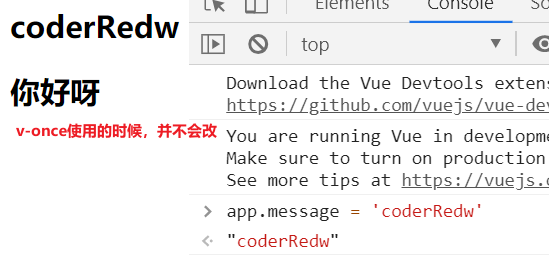 coderRedw
你好呀
v-once使用的时候，并不会改
Elements
Console
So
top
Download the Vue Devtools extens
https://github.com/vuejs/vue-dev
You are running Vue in developme
Make sure to turn on production
See more tips at https://vuejs.c
> app.message = 'coderRedw'
"coderRedw"